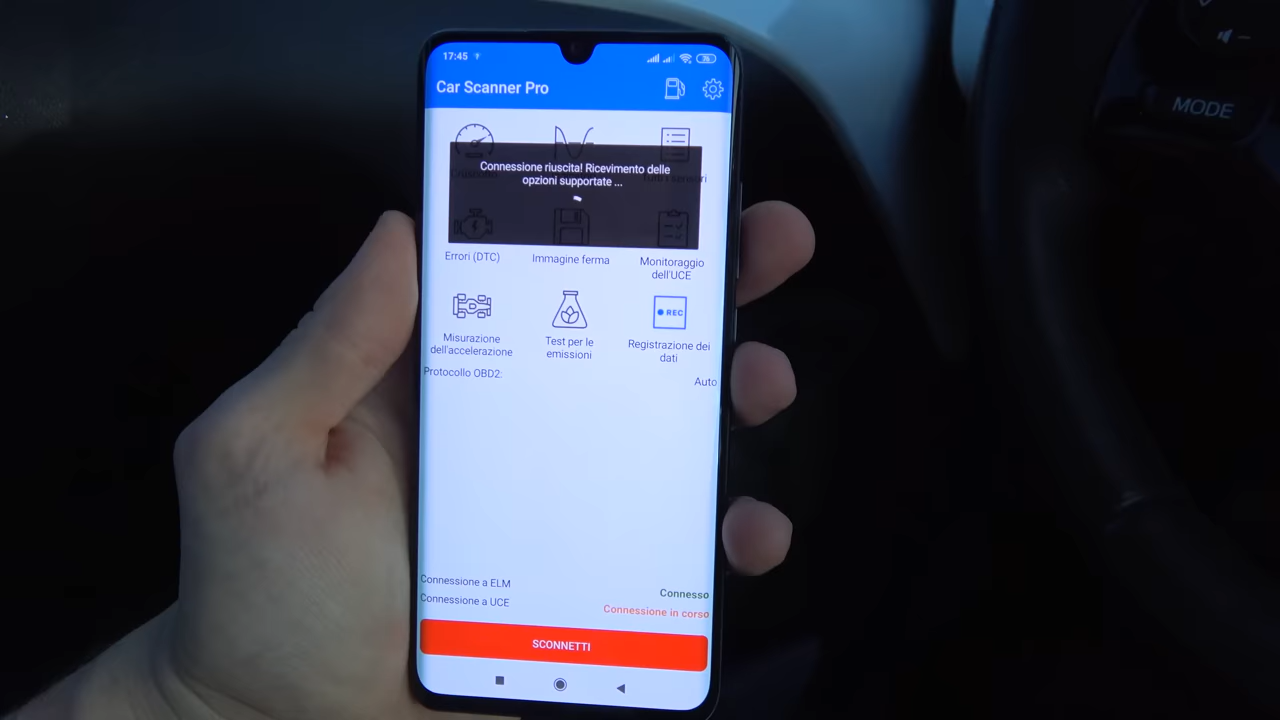 17:45
76
Car Scanner Pro
Connessione riuscita! Ricevimento delle
opzioni supportate ...
Errori (DTC)
Immagine ferma
Monitoraggio
dell'UCE
REC
Misurazione
dell'accelerazione
Test per le
emissioni
Registrazione dei
dati
Protocollo OBD2:
Auto
Connessione a ELM
Connesso
Connessione a UCE
Connessione in corso
SCONNETTI
MODE